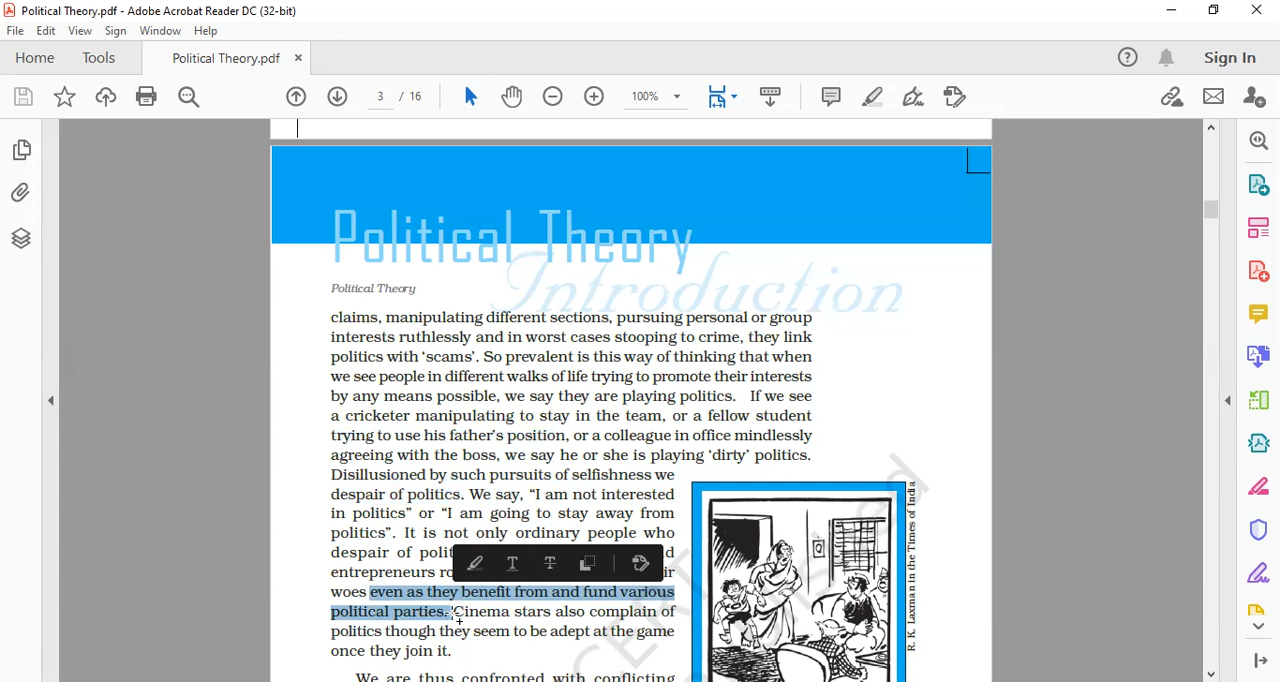 Political Theory.pdf - Adobe Acrobat Reader DC (32-bit)
File Edit View Sign Window Help
Home Tools Political Theory.pdf × Sign In
3 / 16 100%
Political Theory
Introduction
Political Theory
claims, manipulating different sections, pursuing personal or group
interests ruthlessly and in worst cases stooping to crime, they link
politics with ‘scams’. So prevalent is this way of thinking that when
we see people in different walks of life trying to promote their interests
by any means possible, we say they are playing politics. If we see
a cricketer manipulating to stay in the team, or a fellow student
trying to use his father’s position, or a colleague in office mindlessly
agreeing with the boss, we say he or she is playing ‘dirty’ politics.
Disillusioned by such pursuits of selfishness we
despair of politics. We say, “I am not interested
in politics” or “I am going to stay away from
politics”. It is not only ordinary people who
despair of
entrepreneurs
woes even as they benefit from and fund various
political parties. Cinema stars also complain of
politics though they seem to be adept at the game
once they join it.
We are thus confronted with conflicting
R. K. Laxman in the Times of India